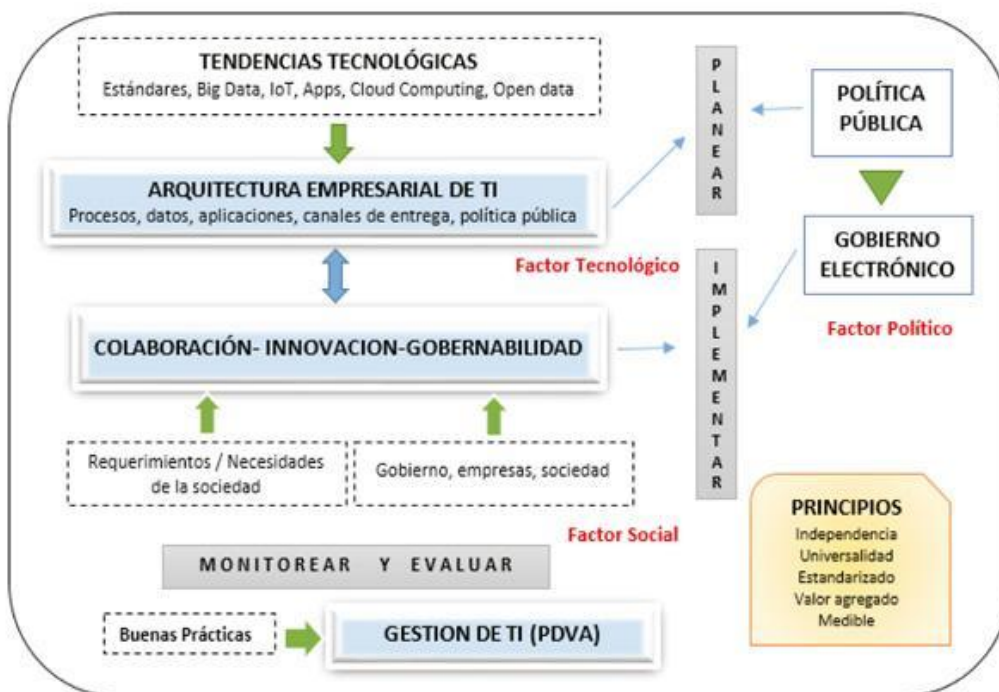 TENDENCIAS TECNOLÓGICAS
Estándares, Big Data, IoT, Apps, Cloud Computing, Open data
PLANEAR
POLÍTICA
PÚBLICA
ARQUITECTURA EMPRESARIAL DE TI
Procesos, datos, aplicaciones, canales de entrega, política pública
GOBIERNO
ELECTRÓNICO
Factor Tecnológico
IMPLEMENTAR
Factor Político
COLABORACIÓN- INNOVACION-GOBERNABILIDAD
Requerimientos / Necesidades
de la sociedad
Gobierno, empresas, sociedad
PRINCIPIOS
Independencia
Universalidad
Estandarizado
Valor agregado
Medible
Factor Social
MONITOREAR Y EVALUAR
Buenas Prácticas
GESTION DE TI (PDVA)